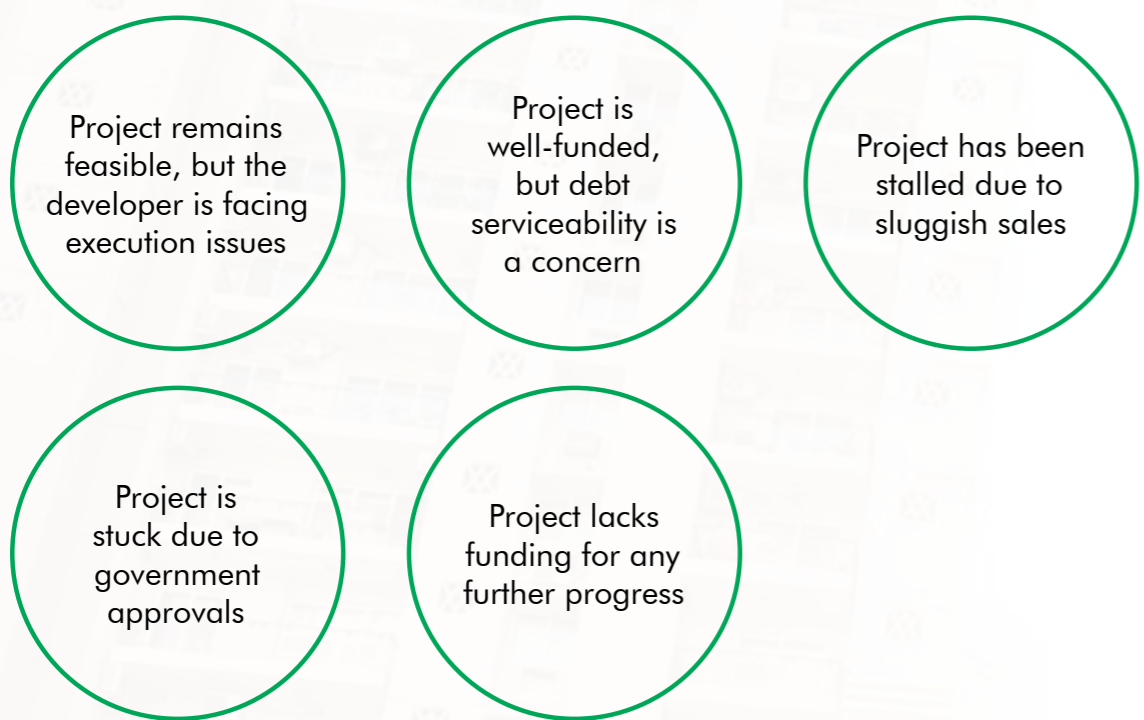 Project remains
feasible, but the
developer is facing
execution issues
Project is
well-funded,
but debt
serviceability is
a concern
Project has been
stalled due to
sluggish sales
Project is
stuck due to
government
approvals
Project lacks
funding for any
further progress